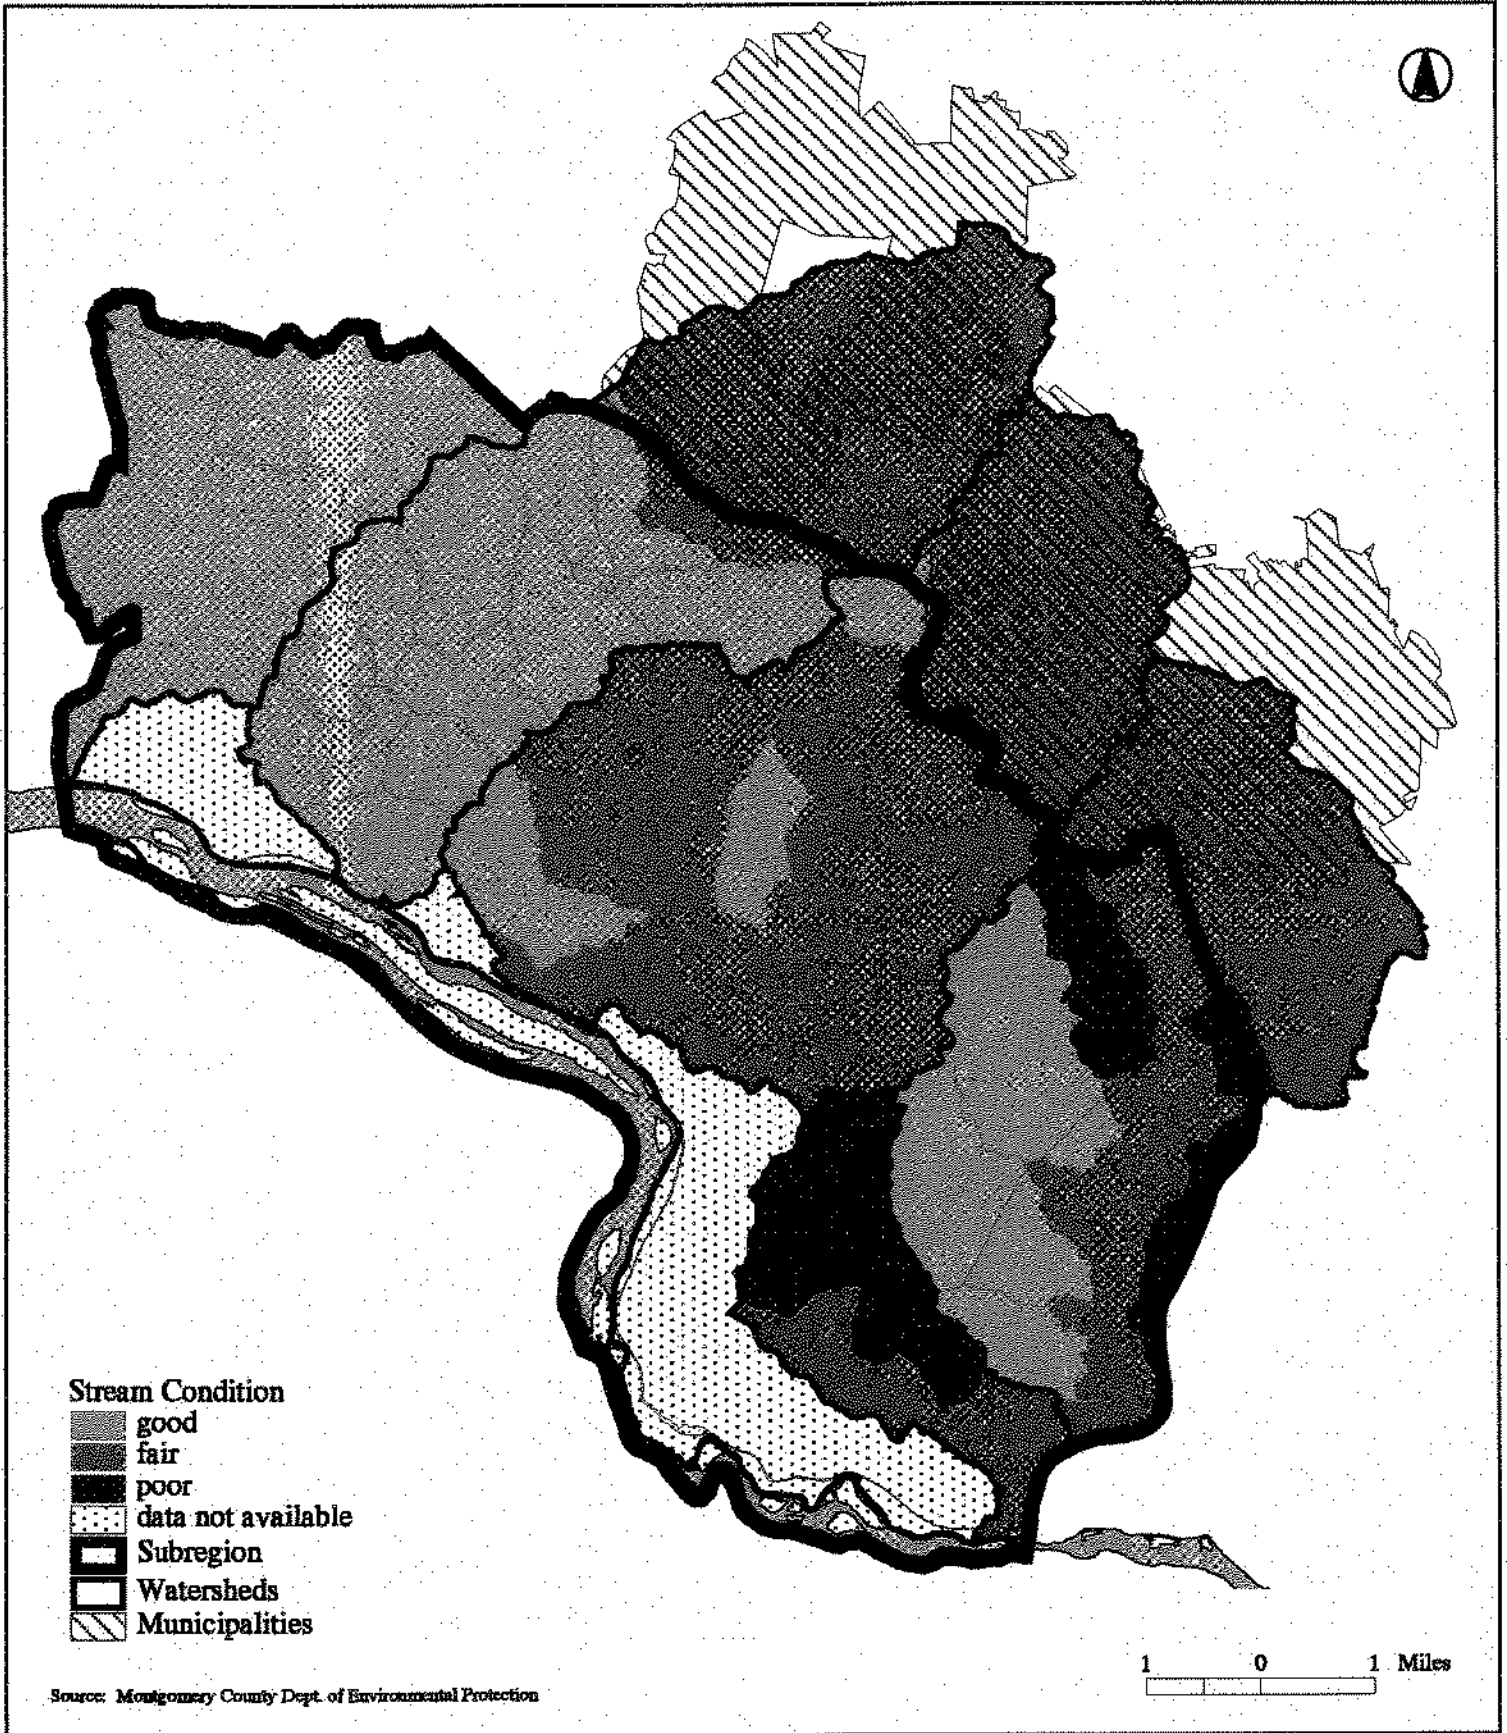 Stream Condition
good
fair
poor
data not available
Subregion
Watersheds
Municipalities
1 0 1 Miles
Source: Montgomery County Dept. of Environmental Protection